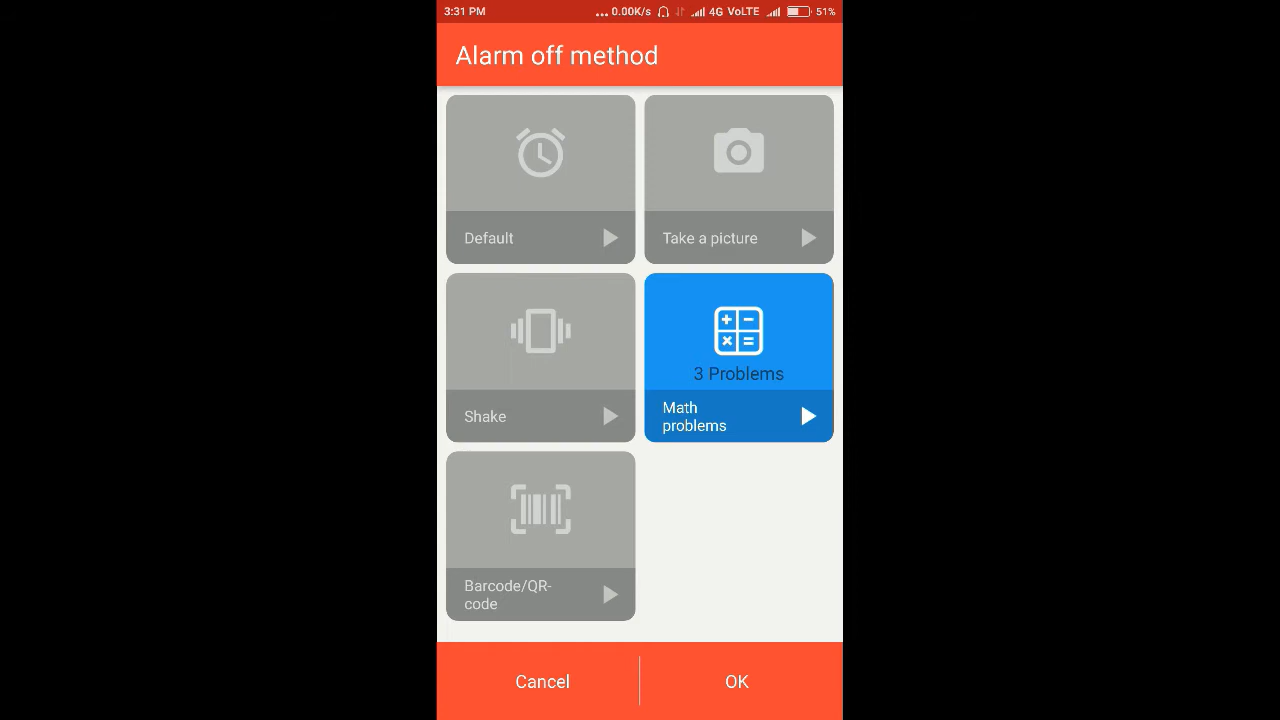 3:31 PM ... 0.00K/s 4G VoLTE 51%
Alarm off method
Default
Take a picture
Shake
3 Problems
Math
problems
Barcode/QR-
code
Cancel
OK